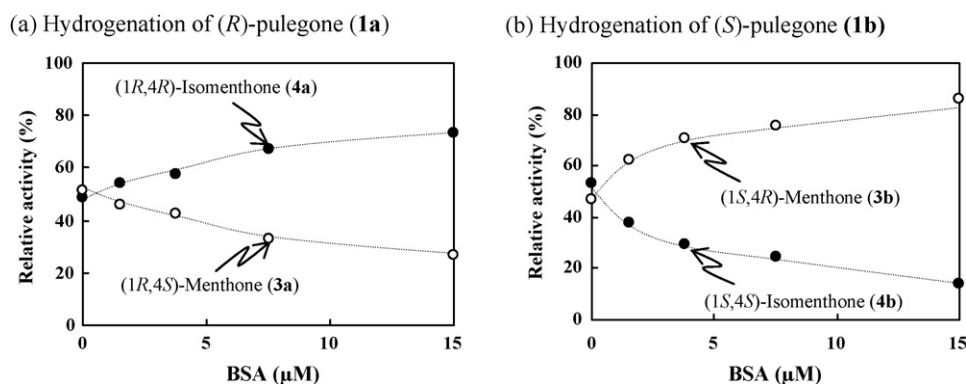 (a) Hydrogenation of (R)-pulegone (1a)
(b) Hydrogenation of (S)-pulegone (1b)
Relative activity (%)
100
80
60
40
20
0
(1R,4R)-Isomenthone (4a)
(1R,4S)-Menthone (3a)
0
5
10
15
BSA (µM)
Relative activity (%)
100
80
60
40
20
0
(1S,4R)-Menthone (3b)
(1S,4S)-Isomenthone (4b)
0
5
10
15
BSA (µM)